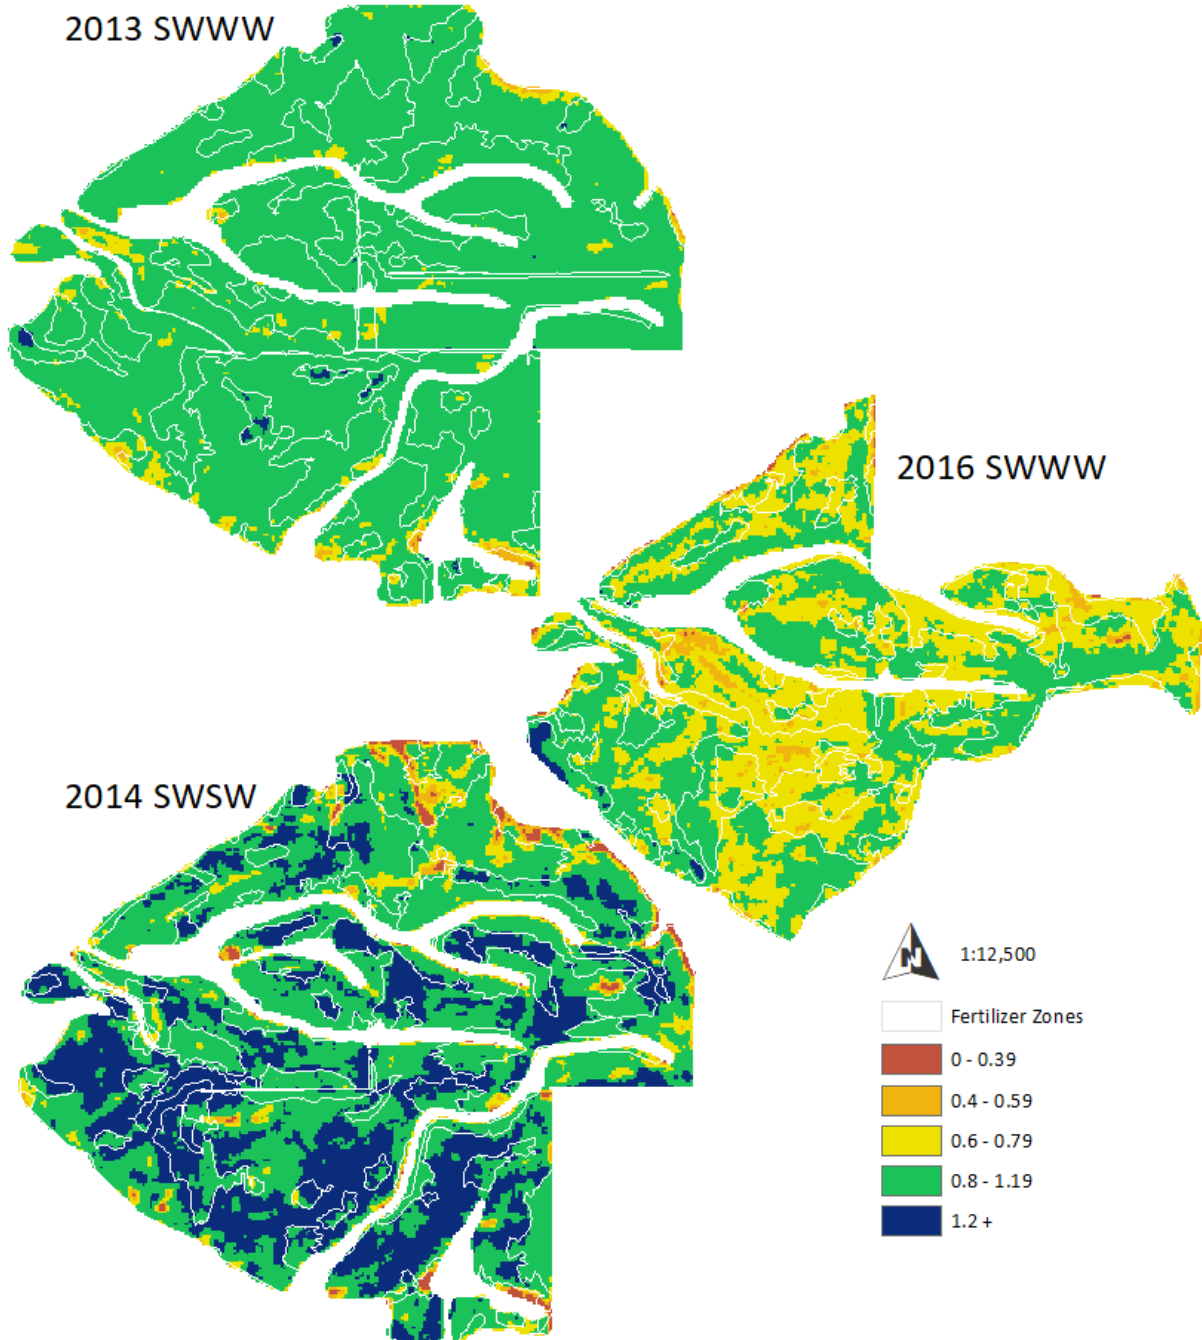 2013 SWWW
2016 SWWW
2014 SWSW
N
1:12,500
Fertilizer Zones
0 - 0.39
0.4 - 0.59
0.6 - 0.79
0.8 - 1.19
1.2 +